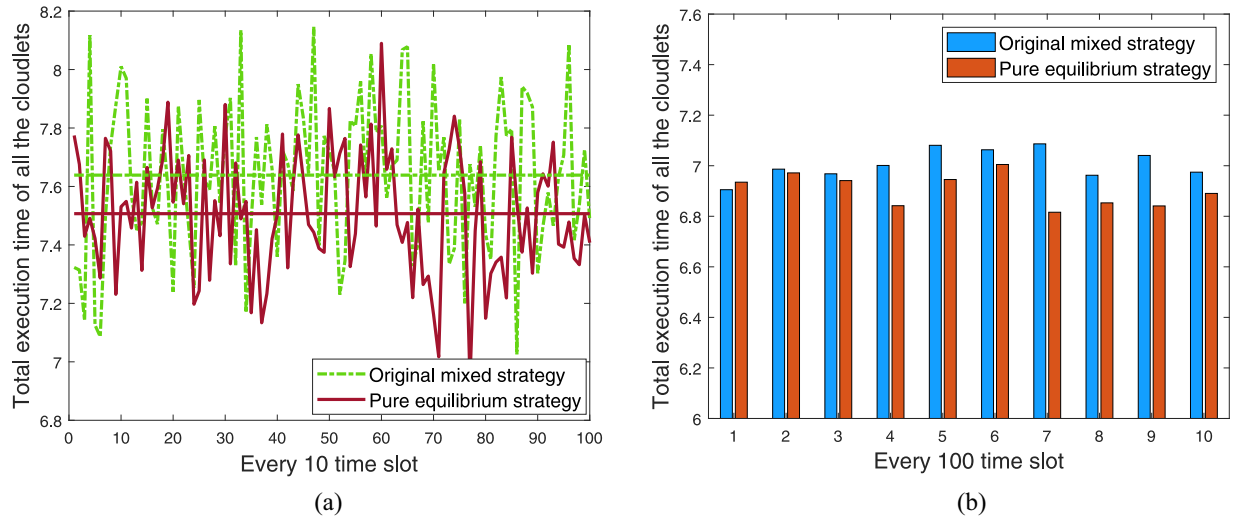 8.2
8
7.8
7.6
7.4
7.2
7
6.8
Total execution time of all the cloudlets
Original mixed strategy
Pure equilibrium strategy
0 10 20 30 40 50 60 70 80 90 100
Every 10 time slot
(a)
7.6
7.4
7.2
7
6.8
6.6
6.4
6.2
6
Total execution time of all the cloudlets
Original mixed strategy
Pure equilibrium strategy
1 2 3 4 5 6 7 8 9 10
Every 100 time slot
(b)